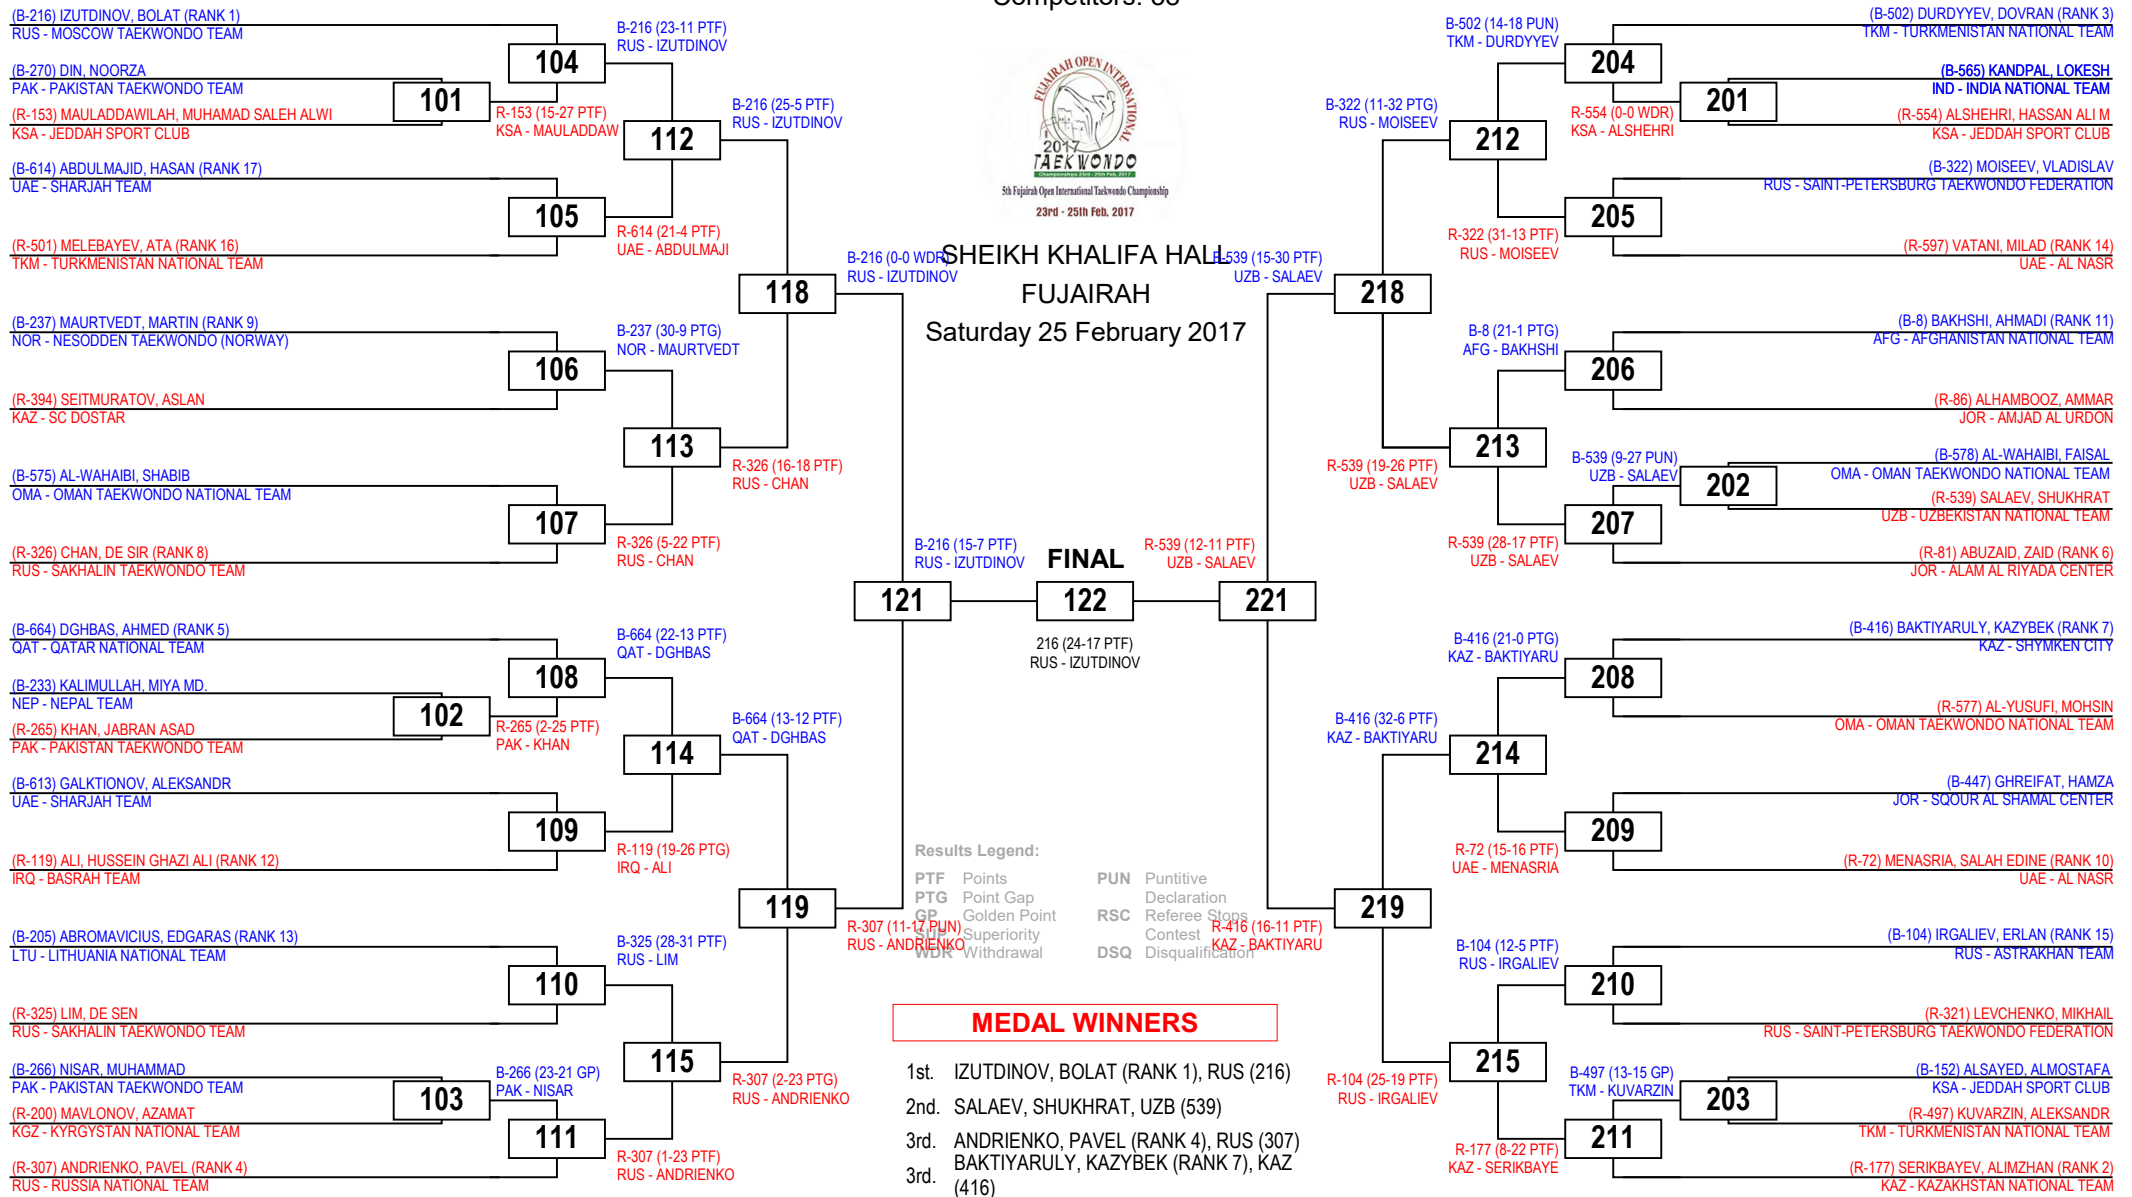 (B-216) IZUTDINOV, BOLAT (RANK 1)
RUS - MOSCOW TAEKWONDO TEAM
(B-270) DIN, NOORZA
PAK - PAKISTAN TAEKWONDO TEAM
(R-153) MAULADDAWILAH, MUHAMAD SALEH ALWI
KSA - JEDDAH SPORT CLUB
(B-614) ABDULMAJID, HASAN (RANK 17)
UAE - SHARJAH TEAM
(R-501) MELEBAYEV, ATA (RANK 16)
TKM - TURKMENISTAN NATIONAL TEAM
(B-237) MAURTVEDT, MARTIN (RANK 9)
NOR - NESODDEN TAEKWONDO (NORWAY)
(R-394) SEITMURATOV, ASLAN
KAZ - SC DOSTAR
(B-575) AL-WAHAIBI, SHABIB
OMA - OMAN TAEKWONDO NATIONAL TEAM
(R-326) CHAN, DE SIR (RANK 8)
RUS - SAKHALIN TAEKWONDO TEAM
(B-664) DGHBAS, AHMED (RANK 5)
QAT - QATAR NATIONAL TEAM
(B-233) KALIMULLAH, MIYA MD.
NEP - NEPAL TEAM
(R-265) KHAN, JABRAN ASAD
PAK - PAKISTAN TAEKWONDO TEAM
(B-613) GALKTIONOV, ALEKSANDR
UAE - SHARJAH TEAM
(R-119) ALI, HUSSEIN GHAZI ALI (RANK 12)
IRQ - BASRAH TEAM
(B-205) ABROMAVICIUS, EDGARAS (RANK 13)
LTU - LITHUANIA NATIONAL TEAM
(R-325) LIM, DE SEN
RUS - SAKHALIN TAEKWONDO TEAM
(B-266) NISAR, MUHAMMAD
PAK - PAKISTAN TAEKWONDO TEAM
(R-200) MAVLONOV, AZAMAT
KGZ - KYRGYSTAN NATIONAL TEAM
(R-307) ANDRIENKO, PAVEL (RANK 4)
RUS - RUSSIA NATIONAL TEAM
101
102
103
R-153 (15-27 PTF)
KSA - MAULADDAW
R-265 (2-25 PTF)
PAK - KHAN
B-266 (23-21 GP)
PAK - NISAR
104
105
106
107
108
109
110
111
B-216 (23-11 PTF)
RUS - IZUTDINOV
R-614 (21-4 PTF)
UAE - ABDULMAJI
B-237 (30-9 PTG)
NOR - MAURTVEDT
R-326 (5-22 PTF)
RUS - CHAN
B-664 (22-13 PTF)
QAT - DGHBAS
R-119 (19-26 PTG)
IRQ - ALI
B-325 (28-31 PTF)
RUS - LIM
R-307 (1-23 PTF)
RUS - ANDRIENKO
112
113
114
115
B-216 (25-5 PTF)
RUS - IZUTDINOV
R-326 (16-18 PTF)
RUS - CHAN
B-664 (13-12 PTF)
QAT - DGHBAS
R-307 (2-23 PTG)
RUS - ANDRIENKO
118
119
B-216 (0-0 WDR)
RUS - IZUTDINOV
R-307 (11-17 PUN)
RUS - ANDRIENKO
121
B-216 (15-7 PTF)
RUS - IZUTDINOV
FUJAIRAH OPEN INTERNATIONAL
2017
TAEKWONDO
Championships 23rd - 25th Feb, 2017
5th Fujairah Open International Taekwondo Championship
23rd - 25th Feb, 2017
SHEIKH KHALIFA HALL
FUJAIRAH
Saturday 25 February 2017
FINAL
122
216 (24-17 PTF)
RUS - IZUTDINOV
Results Legend:
PTF Points
PTG Point Gap
GP Golden Point
SUP Superiority
WDR Withdrawal
PUN Puntitive
Declaration
RSC Referee Stops
Contest
DSQ Disqualification
MEDAL WINNERS
1st. IZUTDINOV, BOLAT (RANK 1), RUS (216)
2nd. SALAEV, SHUKHRAT, UZB (539)
3rd. ANDRIENKO, PAVEL (RANK 4), RUS (307)
3rd. BAKTIYARULY, KAZYBEK (RANK 7), KAZ
(416)
R-539 (12-11 PTF)
UZB - SALAEV
221
B-539 (15-30 PTF)
UZB - SALAEV
R-416 (16-11 PTF)
KAZ - BAKTIYARU
218
219
B-322 (11-32 PTG)
RUS - MOISEEV
R-539 (19-26 PTF)
UZB - SALAEV
B-416 (32-6 PTF)
KAZ - BAKTIYARU
R-104 (25-19 PTF)
RUS - IRGALIEV
212
213
214
215
B-502 (14-18 PUN)
TKM - DURDYYEV
R-322 (31-13 PTF)
RUS - MOISEEV
B-8 (21-1 PTG)
AFG - BAKHSHI
R-539 (28-17 PTF)
UZB - SALAEV
B-416 (21-0 PTG)
KAZ - BAKTIYARU
R-72 (15-16 PTF)
UAE - MENASRIA
B-104 (12-5 PTF)
RUS - IRGALIEV
R-177 (8-22 PTF)
KAZ - SERIKBAYE
204
205
206
207
208
209
210
211
R-554 (0-0 WDR)
KSA - ALSHEHRI
B-539 (9-27 PUN)
UZB - SALAEV
B-497 (13-15 GP)
TKM - KUVARZIN
201
202
203
(B-502) DURDYYEV, DOVRAN (RANK 3)
TKM - TURKMENISTAN NATIONAL TEAM
(B-565) KANDPAL, LOKESH
IND - INDIA NATIONAL TEAM
(R-554) ALSHEHRI, HASSAN ALI M
KSA - JEDDAH SPORT CLUB
(B-322) MOISEEV, VLADISLAV
RUS - SAINT-PETERSBURG TAEKWONDO FEDERATION
(R-597) VATANI, MILAD (RANK 14)
UAE - AL NASR
(B-8) BAKHSHI, AHMADI (RANK 11)
AFG - AFGHANISTAN NATIONAL TEAM
(R-86) ALHAMBOOZ, AMMAR
JOR - AMJAD AL URDON
(B-578) AL-WAHAIBI, FAISAL
OMA - OMAN TAEKWONDO NATIONAL TEAM
(R-539) SALAEV, SHUKHRAT
UZB - UZBEKISTAN NATIONAL TEAM
(R-81) ABUZAID, ZAID (RANK 6)
JOR - ALAM AL RIYADA CENTER
(B-416) BAKTIYARULY, KAZYBEK (RANK 7)
KAZ - SHYMKEN CITY
(R-577) AL-YUSUFI, MOHSIN
OMA - OMAN TAEKWONDO NATIONAL TEAM
(B-447) GHREIFAT, HAMZA
JOR - SQOUR AL SHAMAL CENTER
(R-72) MENASRIA, SALAH EDINE (RANK 10)
UAE - AL NASR
(B-104) IRGALIEV, ERLAN (RANK 15)
RUS - ASTRAKHAN TEAM
(R-321) LEVCHENKO, MIKHAIL
RUS - SAINT-PETERSBURG TAEKWONDO FEDERATION
(B-152) ALSAYED, ALMOSTAFA
KSA - JEDDAH SPORT CLUB
(R-497) KUVARZIN, ALEKSANDR
TKM - TURKMENISTAN NATIONAL TEAM
(R-177) SERIKBAYEV, ALIMZHAN (RANK 2)
KAZ - KAZAKHSTAN NATIONAL TEAM